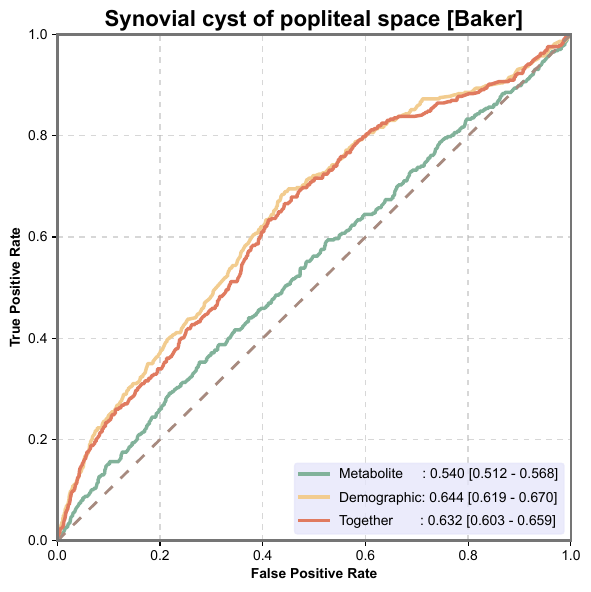 Synovial cyst of popliteal space [Baker]
True Positive Rate
1.0
0.8
0.6
0.4
0.2
0.0
Metabolite : 0.540 [0.512 - 0.568]
Demographic: 0.644 [0.619 - 0.670]
Together : 0.632 [0.603 - 0.659]
0.0 0.2 0.4 0.6 0.8 1.0
False Positive Rate